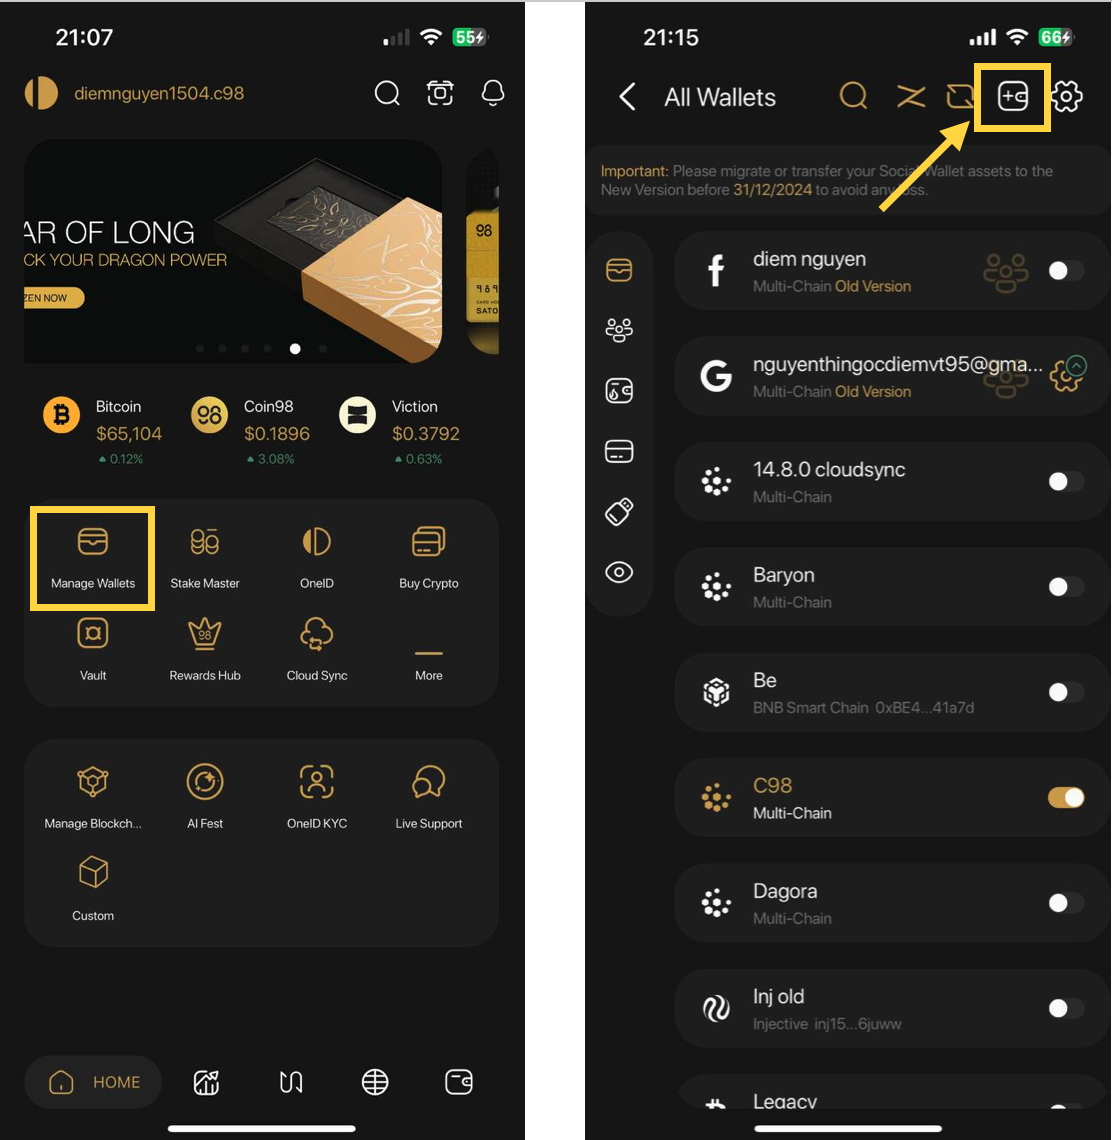 21:07
55
diemnguyen1504.c98
AR OF LONG
CK YOUR DRAGON POWER
ZEN NOW
98
SATO
Bitcoin
$65,104
0.12%
Coin98
$0.1896
3.08%
Viction
$0.3792
0.63%
Manage Wallets
Stake Master
OneID
Buy Crypto
Vault
98
Rewards Hub
Cloud Sync
More
Manage Blockch...
AI Fest
OneID KYC
Live Support
Custom
HOME
21:15
66
All Wallets
Important: Please migrate or transfer your Social Wallet assets to the
New Version before 31/12/2024 to avoid any loss.
diem nguyen
Multi-Chain Old Version
nguyenthingocdiemvt95@gma...
Multi-Chain Old Version
14.8.0 cloudsync
Multi-Chain
Baryon
Multi-Chain
Be
BNB Smart Chain 0xBE4...41a7d
C98
Multi-Chain
Dagora
Multi-Chain
Inj old
Injective inj15...6juww
Legacy